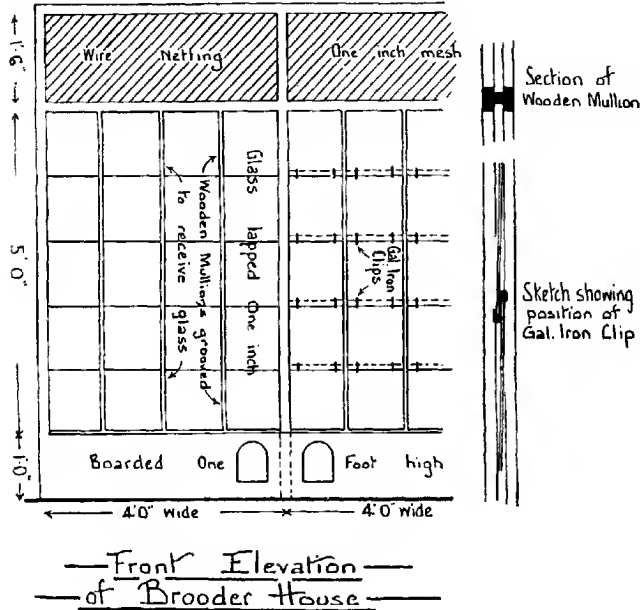 1'6"
Wire Netting
One inch mesh
Section of
Wooden Mullion
5'0"
Wooden Mullions grooved
to receive glass
Glass lapped One inch
Gal. Iron
Clips
Sketch showing
position of
Gal. Iron Clip
1'0"
Boarded One Foot high
4'0" Wide
4'0" Wide
Front Elevation
of Brooder House